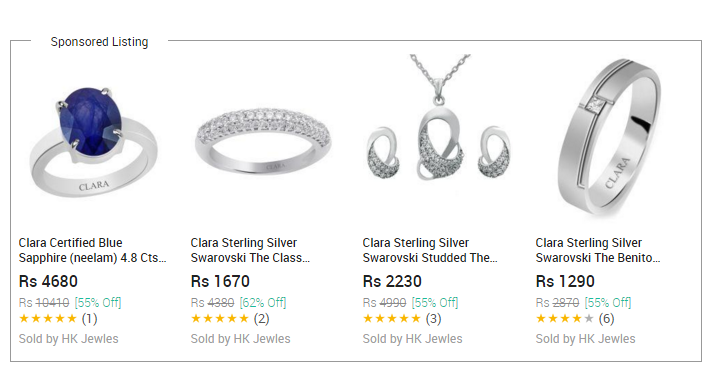 Sponsored Listing
CLARA
CLARA
Clara Certified Blue
Sapphire (neelam) 4.8 Cts...
Rs 4680
Rs 10410 [55% Off]
★★★★★ (1)
Sold by HK Jewles
Clara Sterling Silver
Swarovski The Class...
Rs 1670
Rs 4380 [62% Off]
★★★★★ (2)
Sold by HK Jewles
Clara Sterling Silver
Swarovski Studded The...
Rs 2230
Rs 4990 [55% Off]
★★★★★ (3)
Sold by HK Jewles
CLARA
Clara Sterling Silver
Swarovski The Benito...
Rs 1290
Rs 2870 [55% Off]
★★★★★ (6)
Sold by HK Jewles